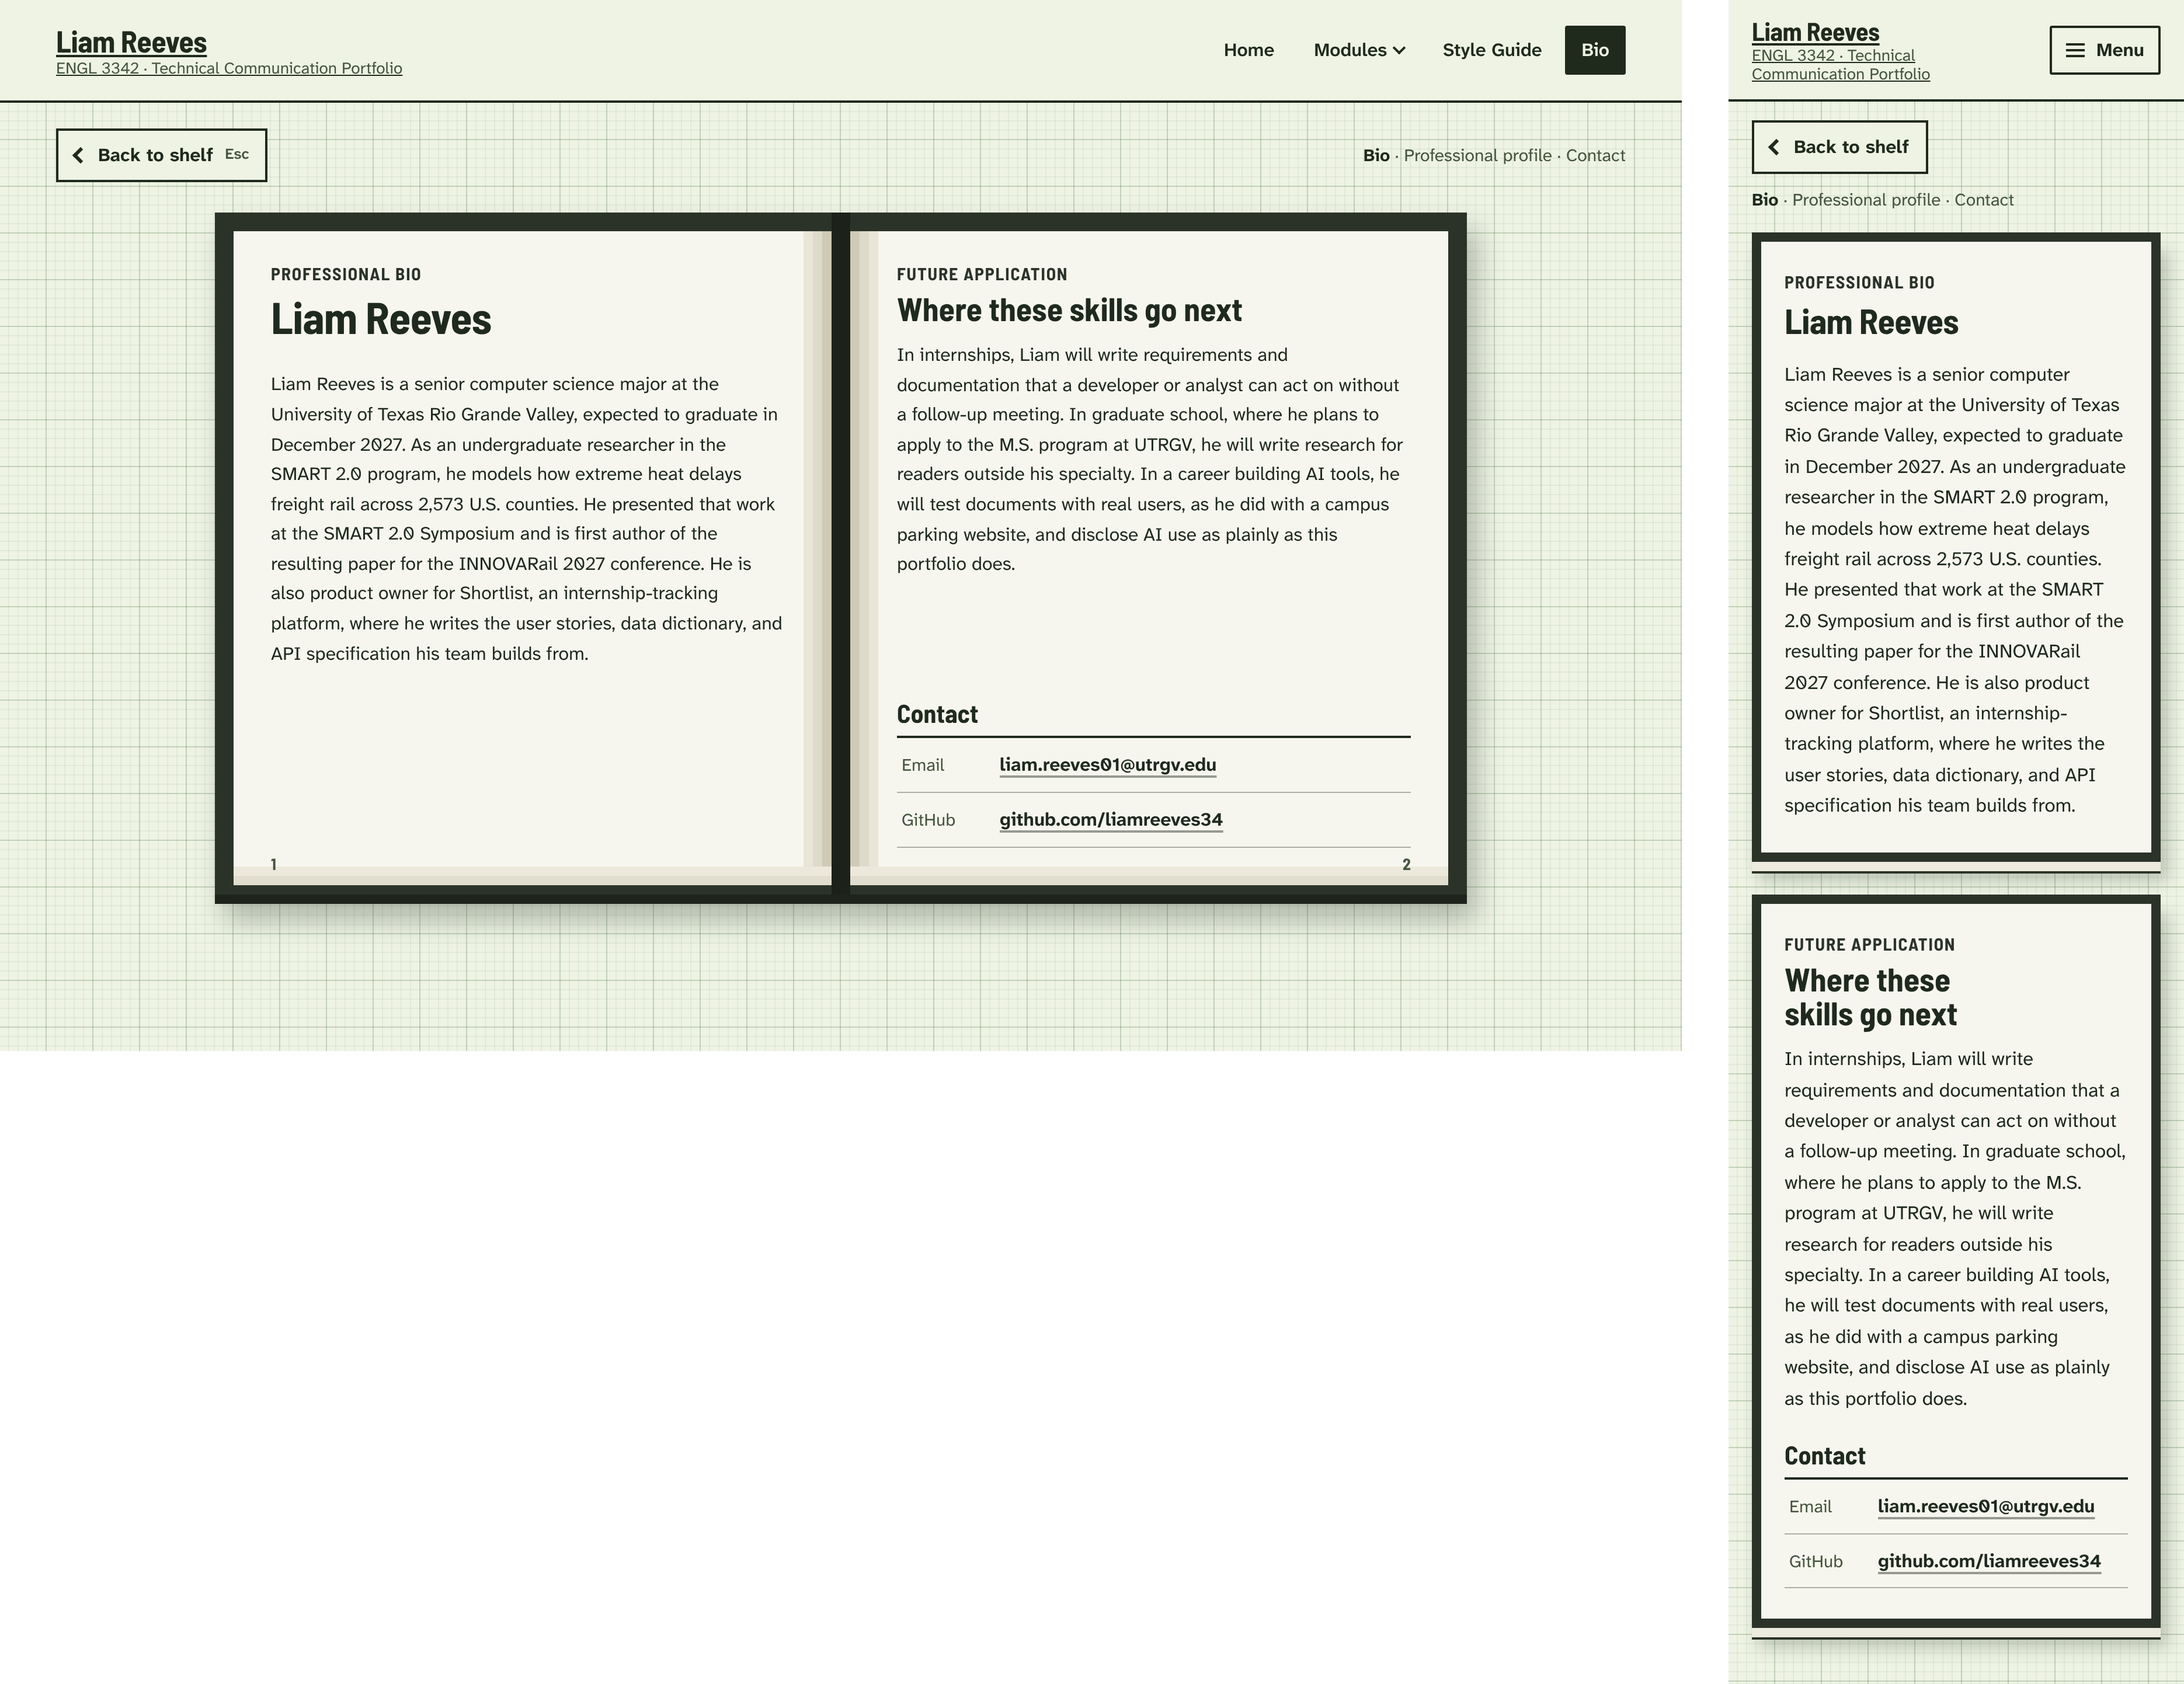 Liam Reeves
ENGL 3342 · Technical Communication Portfolio
Home
Modules
Style Guide
Bio
Back to shelf Esc
Bio · Professional profile · Contact
PROFESSIONAL BIO
Liam Reeves
Liam Reeves is a senior computer science major at the
University of Texas Rio Grande Valley, expected to graduate in
December 2027. As an undergraduate researcher in the
SMART 2.0 program, he models how extreme heat delays
freight rail across 2,573 U.S. counties. He presented that work
at the SMART 2.0 Symposium and is first author of the
resulting paper for the INNOVARail 2027 conference. He is
also product owner for Shortlist, an internship-tracking
platform, where he writes the user stories, data dictionary, and
API specification his team builds from.
1
FUTURE APPLICATION
Where these skills go next
In internships, Liam will write requirements and
documentation that a developer or analyst can act on without
a follow-up meeting. In graduate school, where he plans to
apply to the M.S. program at UTRGV, he will write research for
readers outside his specialty. In a career building AI tools, he
will test documents with real users, as he did with a campus
parking website, and disclose AI use as plainly as this
portfolio does.
Contact
Email liam.reeves01@utrgv.edu
GitHub github.com/liamreeves34
2
Liam Reeves
ENGL 3342 · Technical
Communication Portfolio
Menu
Back to shelf
Bio · Professional profile · Contact
PROFESSIONAL BIO
Liam Reeves
Liam Reeves is a senior computer
science major at the University of Texas
Rio Grande Valley, expected to graduate
in December 2027. As an undergraduate
researcher in the SMART 2.0 program,
he models how extreme heat delays
freight rail across 2,573 U.S. counties.
He presented that work at the SMART
2.0 Symposium and is first author of the
resulting paper for the INNOVARail
2027 conference. He is also product
owner for Shortlist, an internship-
tracking platform, where he writes the
user stories, data dictionary, and API
specification his team builds from.
FUTURE APPLICATION
Where these
skills go next
In internships, Liam will write
requirements and documentation that a
developer or analyst can act on without
a follow-up meeting. In graduate school,
where he plans to apply to the M.S.
program at UTRGV, he will write
research for readers outside his
specialty. In a career building AI tools,
he will test documents with real users,
as he did with a campus parking
website, and disclose AI use as plainly
as this portfolio does.
Contact
Email liam.reeves01@utrgv.edu
GitHub github.com/liamreeves34